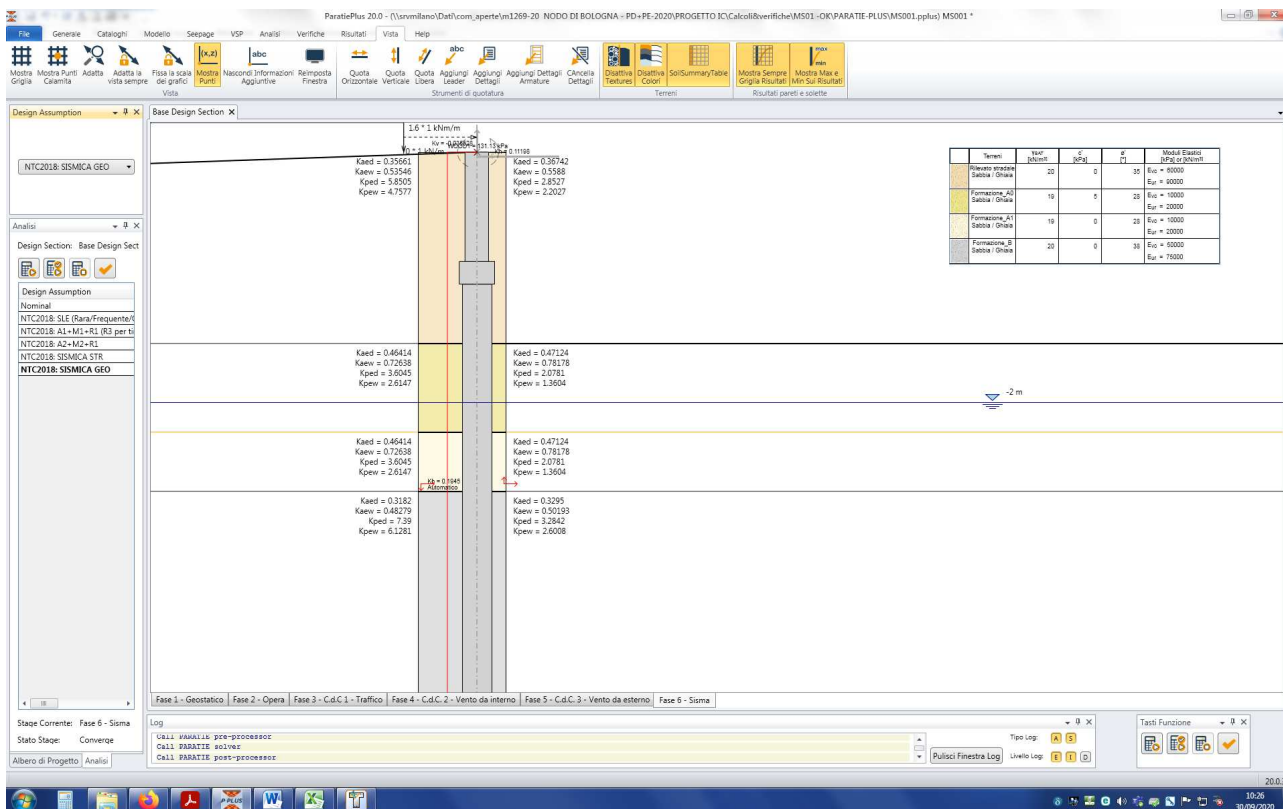 ParatiePlus 20.0 - (\\srvmilano\Dati\com_aperte\m1269-20 NODO DI BOLOGNA - PD+PE-2020\PROGETTO IC\Calcoli&verifiche\MS01 -OK\PARATIE-PLUS\MS001.pplus) MS001 *
File Generale Cataloghi Modello Seepage VSP Analisi Verifiche Risultati Vista Help
Mostra Griglia
Mostra Punti Calamita
Adatta
Adatta la vista sempre
Fissa la scala dei grafici
(x,z)
Mostra Punti
abc
Nascondi Informazioni Aggiuntive
Reimposta Finestra
Quota Orizzontale
Quota Verticale
Quota Libera
abc
Aggiungi Leader
Aggiungi Dettagli
Aggiungi Dettagli Armature
CAncella Dettagli
Disattiva Textures
Disattiva Colori
SoilSummaryTable
Mostra Sempre Griglia Risultati
max
min
Mostra Max e Min Sui Risultati
Vista
Strumenti di quotatura
Terreni
Risultati pareti e solette
Design Assumption
Base Design Section
NTC2018: SISMICA GEO
Analisi
Design Section: Base Design Sect
Design Assumption
Nominal
NTC2018: SLE (Rara/Frequente/
NTC2018: A1+M1+R1 (R3 per ti
NTC2018: A2+M2+R1
NTC2018: SISMICA STR
NTC2018: SISMICA GEO
1.6 * 1 kNm/m
Kh = 0.11198
Kaed = 0.35661
Kaew = 0.53546
Kped = 5.8505
Kpew = 4.7577
Kaed = 0.36742
Kaew = 0.5588
Kped = 2.8527
Kpew = 2.2027
Terreni
c' [kPa]
Moduli Elastici [kPa] or [kN/m³]
Rilevato stradale Sabbia / Ghiaia 20 0 35 Evc = 60000 Eur = 90000
Formazione_A0 Sabbia / Ghiaia 19 5 28 Evc = 10000 Eur = 20000
Formazione_A1 Sabbia / Ghiaia 19 0 28 Evc = 10000 Eur = 20000
Formazione_B Sabbia / Ghiaia 20 0 38 Evc = 50000 Eur = 75000
Kaed = 0.46414
Kaew = 0.72638
Kped = 3.6045
Kpew = 2.6147
Kaed = 0.47124
Kaew = 0.78178
Kped = 2.0781
Kpew = 1.3604
-2 m
Kaed = 0.46414
Kaew = 0.72638
Kped = 3.6045
Kpew = 2.6147
Kaed = 0.47124
Kaew = 0.78178
Kped = 2.0781
Kpew = 1.3604
Kh = 0.1945
Automatico
Kaed = 0.3182
Kaew = 0.48279
Kped = 7.39
Kpew = 6.1281
Kaed = 0.3295
Kaew = 0.50193
Kped = 3.2842
Kpew = 2.6008
Fase 1 - Geostatico Fase 2 - Opera Fase 3 - C.d.C 1 - Traffico Fase 4 - C.d.C. 2 - Vento da interno Fase 5 - C.d.C. 3 - Vento da esterno Fase 6 - Sisma
Stage Corrente: Fase 6 - Sisma
Stato Stage: Converge
Albero di Progetto Analisi
Log
Call PARATIE pre-processor
Call PARATIE solver
Call PARATIE post-processor
Pulisci Finestra Log
Tipo Log: A S
Livello Log: E I D
Tasti Funzione
20.0.
P-PLUS
10:26
30/09/2020